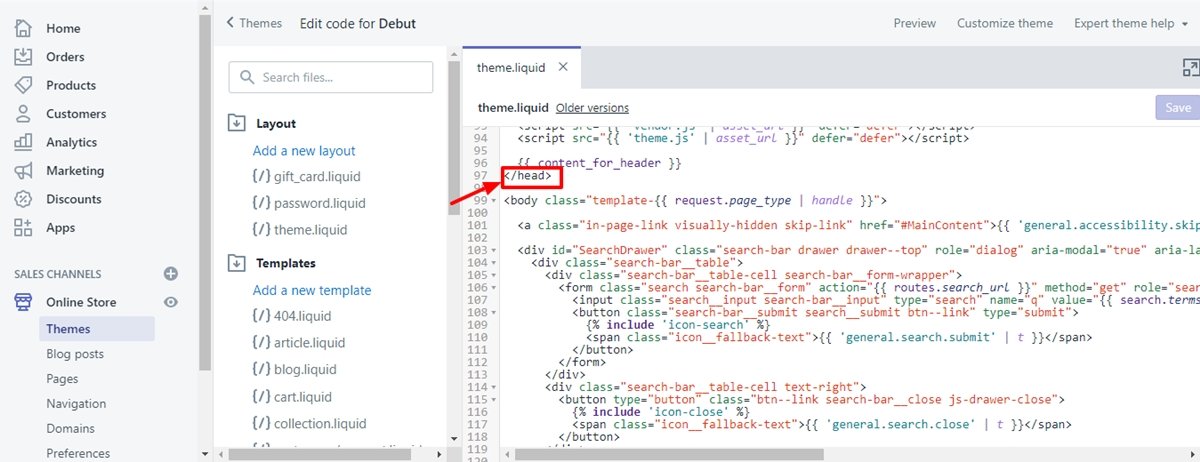 Home
Orders
Products
Customers
Analytics
Marketing
Discounts
Apps
SALES CHANNELS
Online Store
Themes
Blog posts
Pages
Navigation
Domains
Preferences
Themes Edit code for Debut
Preview Customize theme Expert theme help
Search files...
Layout
Add a new layout
{/} gift_card.liquid
{/} password.liquid
{/} theme.liquid
Templates
Add a new template
{/} 404.liquid
{/} article.liquid
{/} blog.liquid
{/} cart.liquid
{/} collection.liquid
theme.liquid
theme.liquid Older versions
Save
93 <script src="{{ 'vendor.js' | asset_url }}" defer="defer"></script>
94 <script src="{{ 'theme.js' | asset_url }}" defer="defer"></script>
95
96 {{ content_for_header }}
97 </head>
99 <body class="template-{{ request.page_type | handle }}">
100
101 <a class="in-page-link visually-hidden skip-link" href="#MainContent">{{ 'general.accessibility.skip
102
103 <div id="SearchDrawer" class="search-bar drawer drawer--top" role="dialog" aria-modal="true" aria-la
104 <div class="search-bar__table">
105 <div class="search-bar__table-cell search-bar__form-wrapper">
106 <form class="search search-bar__form" action="{{ routes.search_url }}" method="get" role="sear
107 <input class="search__input search-bar__input" type="search" name="q" value="{{ search.terms
108 <button class="search-bar__submit search__submit btn--link" type="submit">
109 {% include 'icon-search' %}
110 <span class="icon__fallback-text">{{ 'general.search.submit' | t }}</span>
111 </button>
112 </form>
113 </div>
114 <div class="search-bar__table-cell text-right">
115 <button type="button" class="btn--link search-bar__close js-drawer-close">
116 {% include 'icon-close' %}
117 <span class="icon__fallback-text">{{ 'general.search.close' | t }}</span>
118 </button>
119 </div>
120